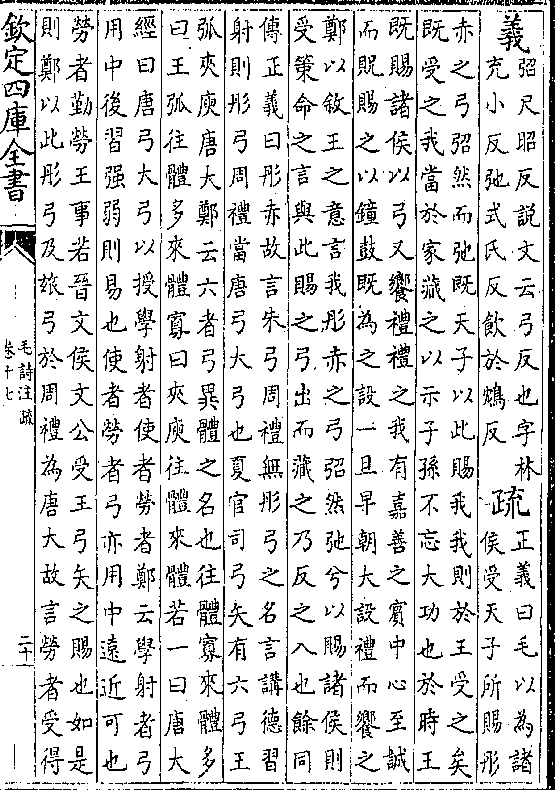 義
弨尺昭反説文云弓反也字林
充小反弛式氏反飲於鴆反
疏
正義曰毛以為諸
侯受天子所賜彤
赤之弓弨然而弛既天子以此賜我我則於王受之矣
既受之我當於家藏之以示子孫不忘大功也於時王
既賜諸侯以弓又饗禮禮之我有嘉善之賓中心至誠
而貺賜之以鐘鼓既為之設一旦早朝大設禮而饗之
鄭以敘王之意言我彤赤之弓弨然弛兮以賜諸侯則
受策命之言與此賜之弓出而藏之乃反之入也餘同
傳正義曰彤赤故言朱弓周禮無彤弓之名言講德習
射則彤弓周禮當唐弓大弓也夏官司弓矢有六弓王
弧夾庾唐大鄭云六者弓異體之名也往體寡來體多
曰王弧往體多來體寡曰夾庾往體來體若一曰唐大
經曰唐弓大弓以授學射者使者勞者鄭云學射者弓
用中後習强弱則易也使者勞者弓亦用中遠近可也
勞者勤勞王事若晉文侯文公受王弓矢之賜也如是
則鄭以此彤弓及玈弓於周禮為唐大故言勞者受得
欽定四庫全書
毛詩注疏
卷十七
二十